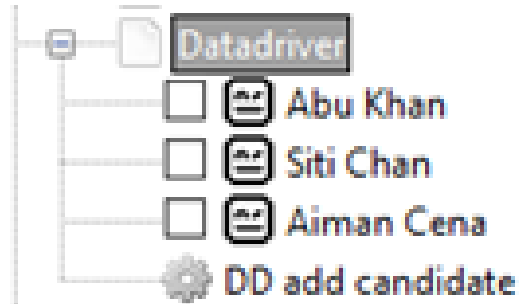 Datadriver
Abu Khan
Siti Chan
Aiman Cena
DD add candidate